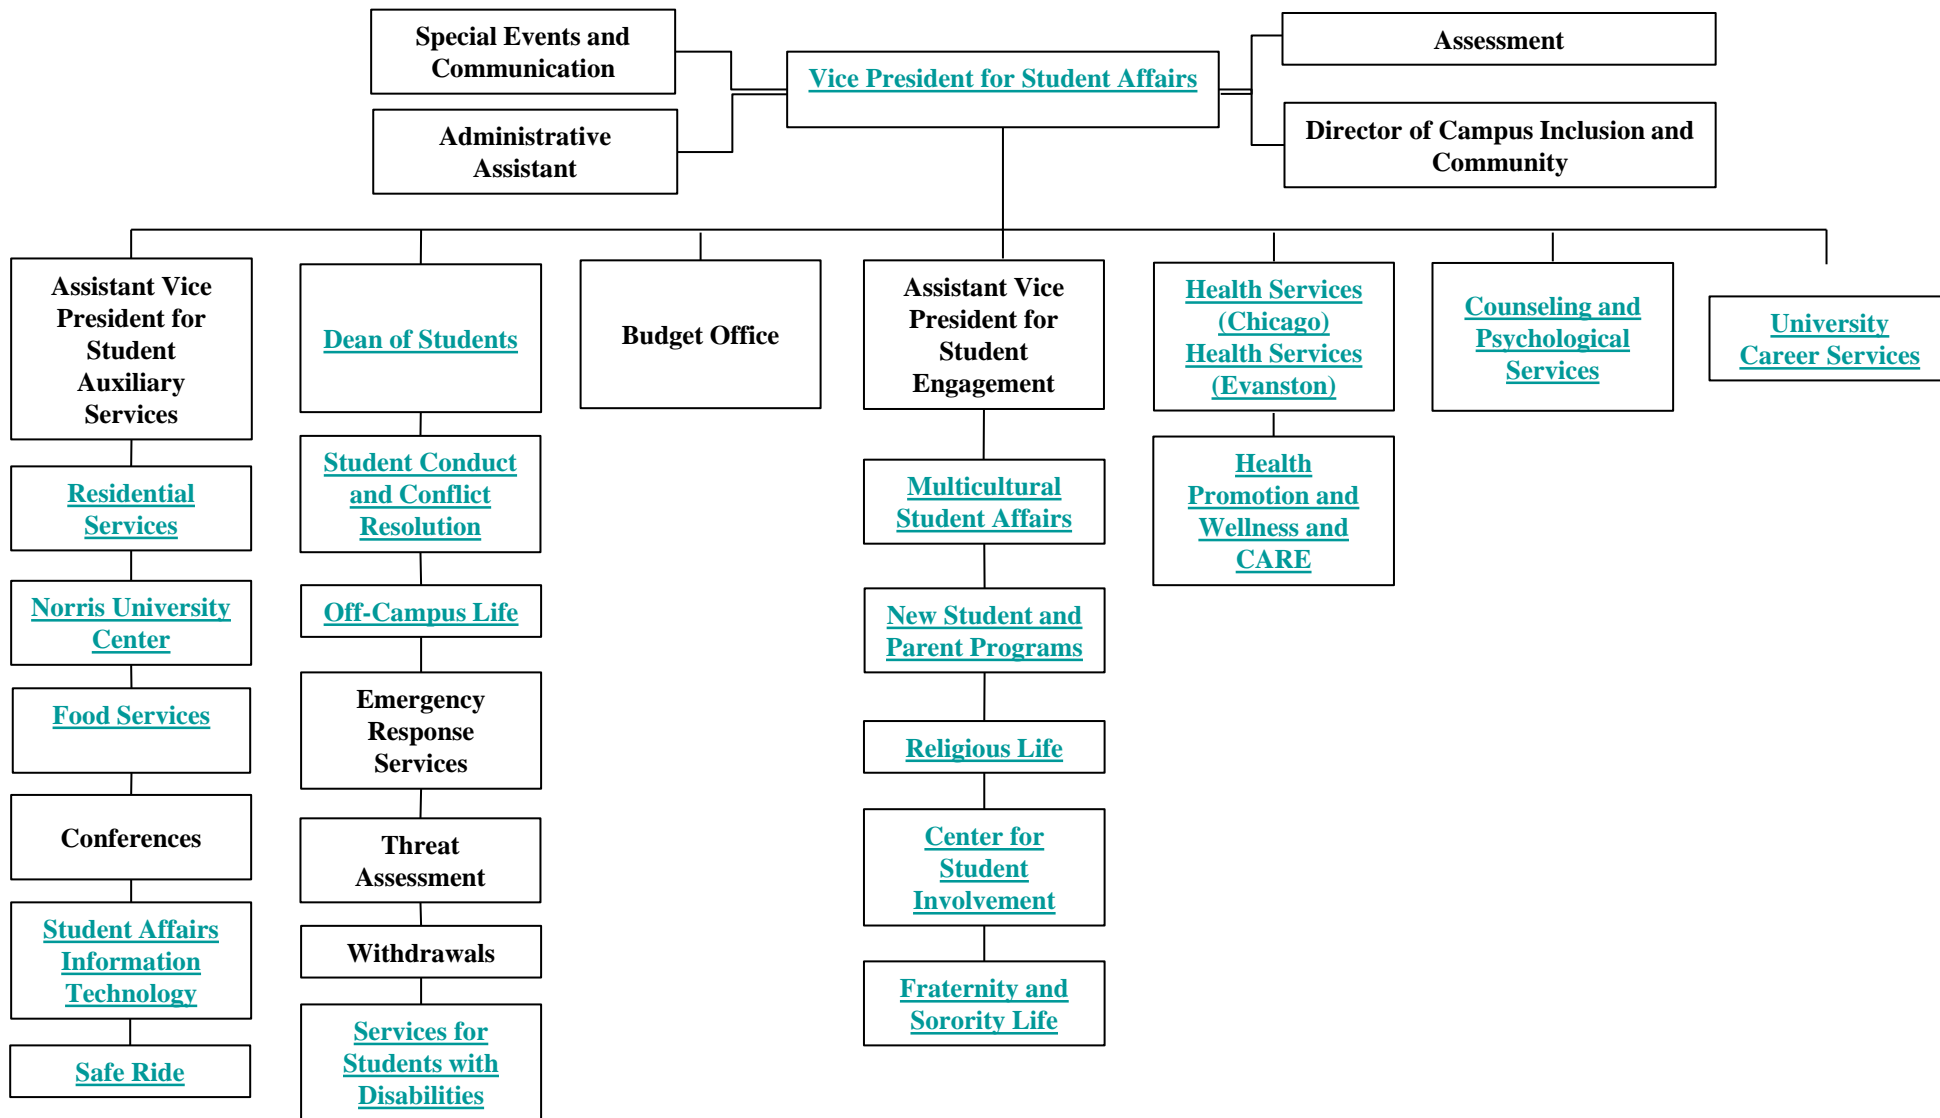 Special Events and
Communication
Administrative
Assistant
Vice President for Student Affairs
Assessment
Director of Campus Inclusion and
Community
Assistant Vice
President for
Student
Auxiliary
Services
Residential
Services
Norris University
Center
Food Services
Conferences
Student Affairs
Information
Technology
Safe Ride
Dean of Students
Student Conduct
and Conflict
Resolution
Off-Campus Life
Emergency
Response
Services
Threat
Assessment
Withdrawals
Services for
Students with
Disabilities
Budget Office
Assistant Vice
President for
Student
Engagement
Multicultural
Student Affairs
New Student and
Parent Programs
Religious Life
Center for
Student
Involvement
Fraternity and
Sorority Life
Health Services
(Chicago)
Health Services
(Evanston)
Health
Promotion and
Wellness and
CARE
Counseling and
Psychological
Services
University
Career Services